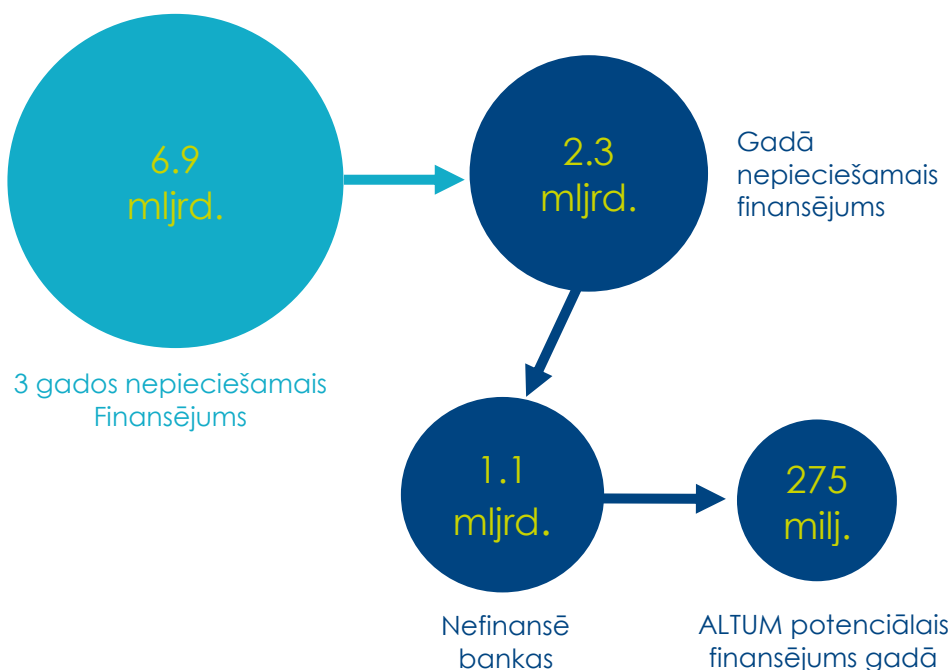 6.9
mljrd.
3 gados nepieciešamais
Finansējums
2.3
mljrd.
Gadā
nepieciešamais
finansējums
1.1
mljrd.
Nefinansē
bankas
275
milj.
ALTUM potenciālais
finansējums gadā